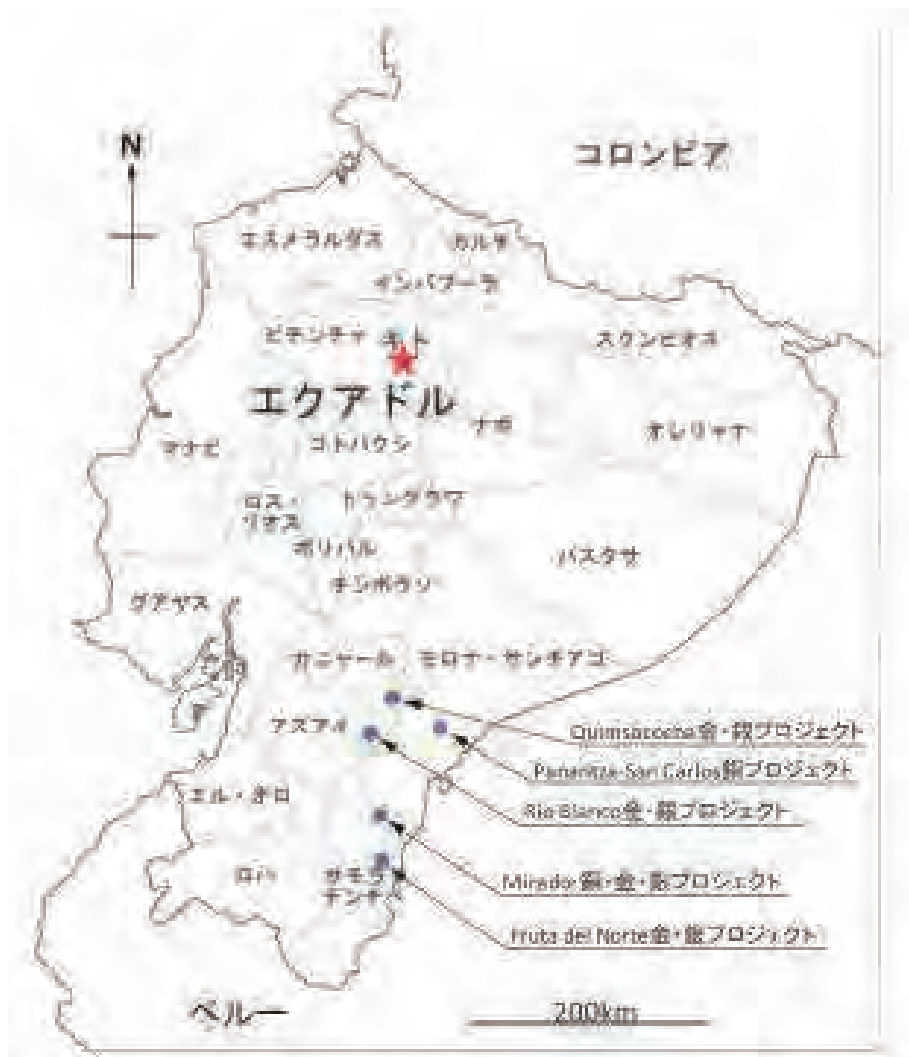 N
コロンビア
エスメラルダス
カルチ
インバブーラ
ピチンチャ
キト
スクンビオス
エクアドル
ナポ
オレリャナ
マナビ
コトパクシ
ロス・
リオス
トゥングラワ
ボリバル
パスタサ
チンボラソ
グアヤス
カニャール
モロナ・サンチアゴ
アズアイ
Quimsacocha金・銀プロジェクト
Panantza-San Carlos銅プロジェクト
エル・オロ
Rio Blanco金・銀プロジェクト
ロハ
サモラ
チンチペ
Mirador銅・金・銀プロジェクト
Fruta del Norte金・銀プロジェクト
ペルー
200km